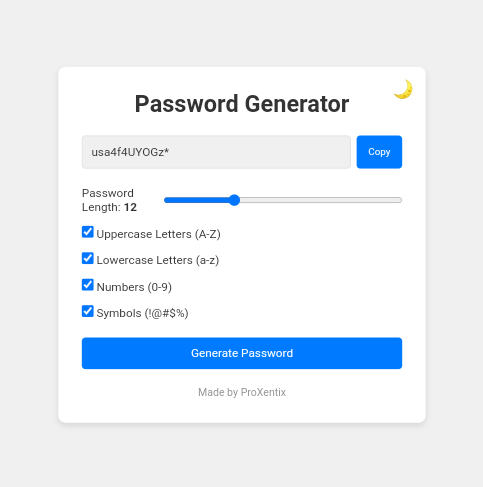 Password Generator
usa4f4UYOGz*
Copy
Password
Length: 12
Uppercase Letters (A-Z)
Lowercase Letters (a-z)
Numbers (0-9)
Symbols (!@#$%)
Generate Password
Made by ProXentix